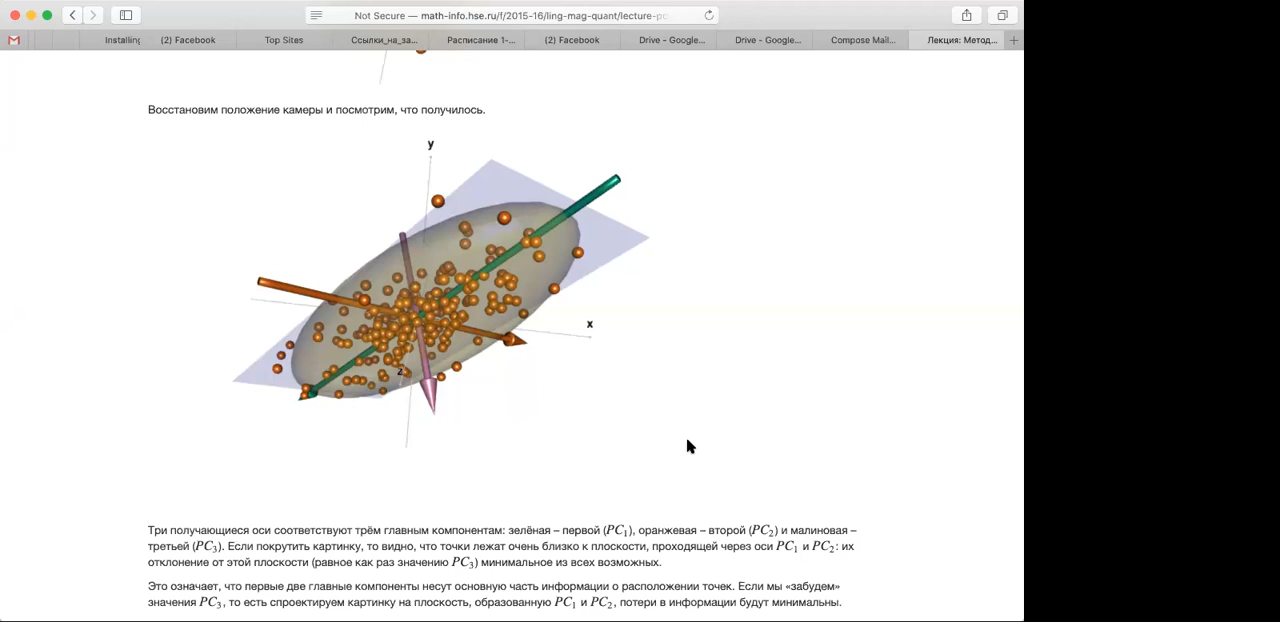 Not Secure — math-info.hse.ru/f/2015-16/ling-mag-quant/lecture-pc
Installing (2) Facebook Top Sites Ссылки_на_за... Расписание 1-... (2) Facebook Drive - Google... Drive - Google... Compose Mail... Лекция: Метод...
Восстановим положение камеры и посмотрим, что получилось.
y
x
z
Три получающиеся оси соответствуют трём главным компонентам: зелёная – первой (PC₁), оранжевая – второй (PC₂) и малиновая –
третьей (PC₃). Если покрутить картинку, то видно, что точки лежат очень близко к плоскости, проходящей через оси PC₁ и PC₂: их
отклонение от этой плоскости (равное как раз значению PC₃) минимальное из всех возможных.
Это означает, что первые две главные компоненты несут основную часть информации о расположении точек. Если мы «забудем»
значения PC₃, то есть спроектируем картинку на плоскость, образованную PC₁ и PC₂, потери в информации будут минимальны.